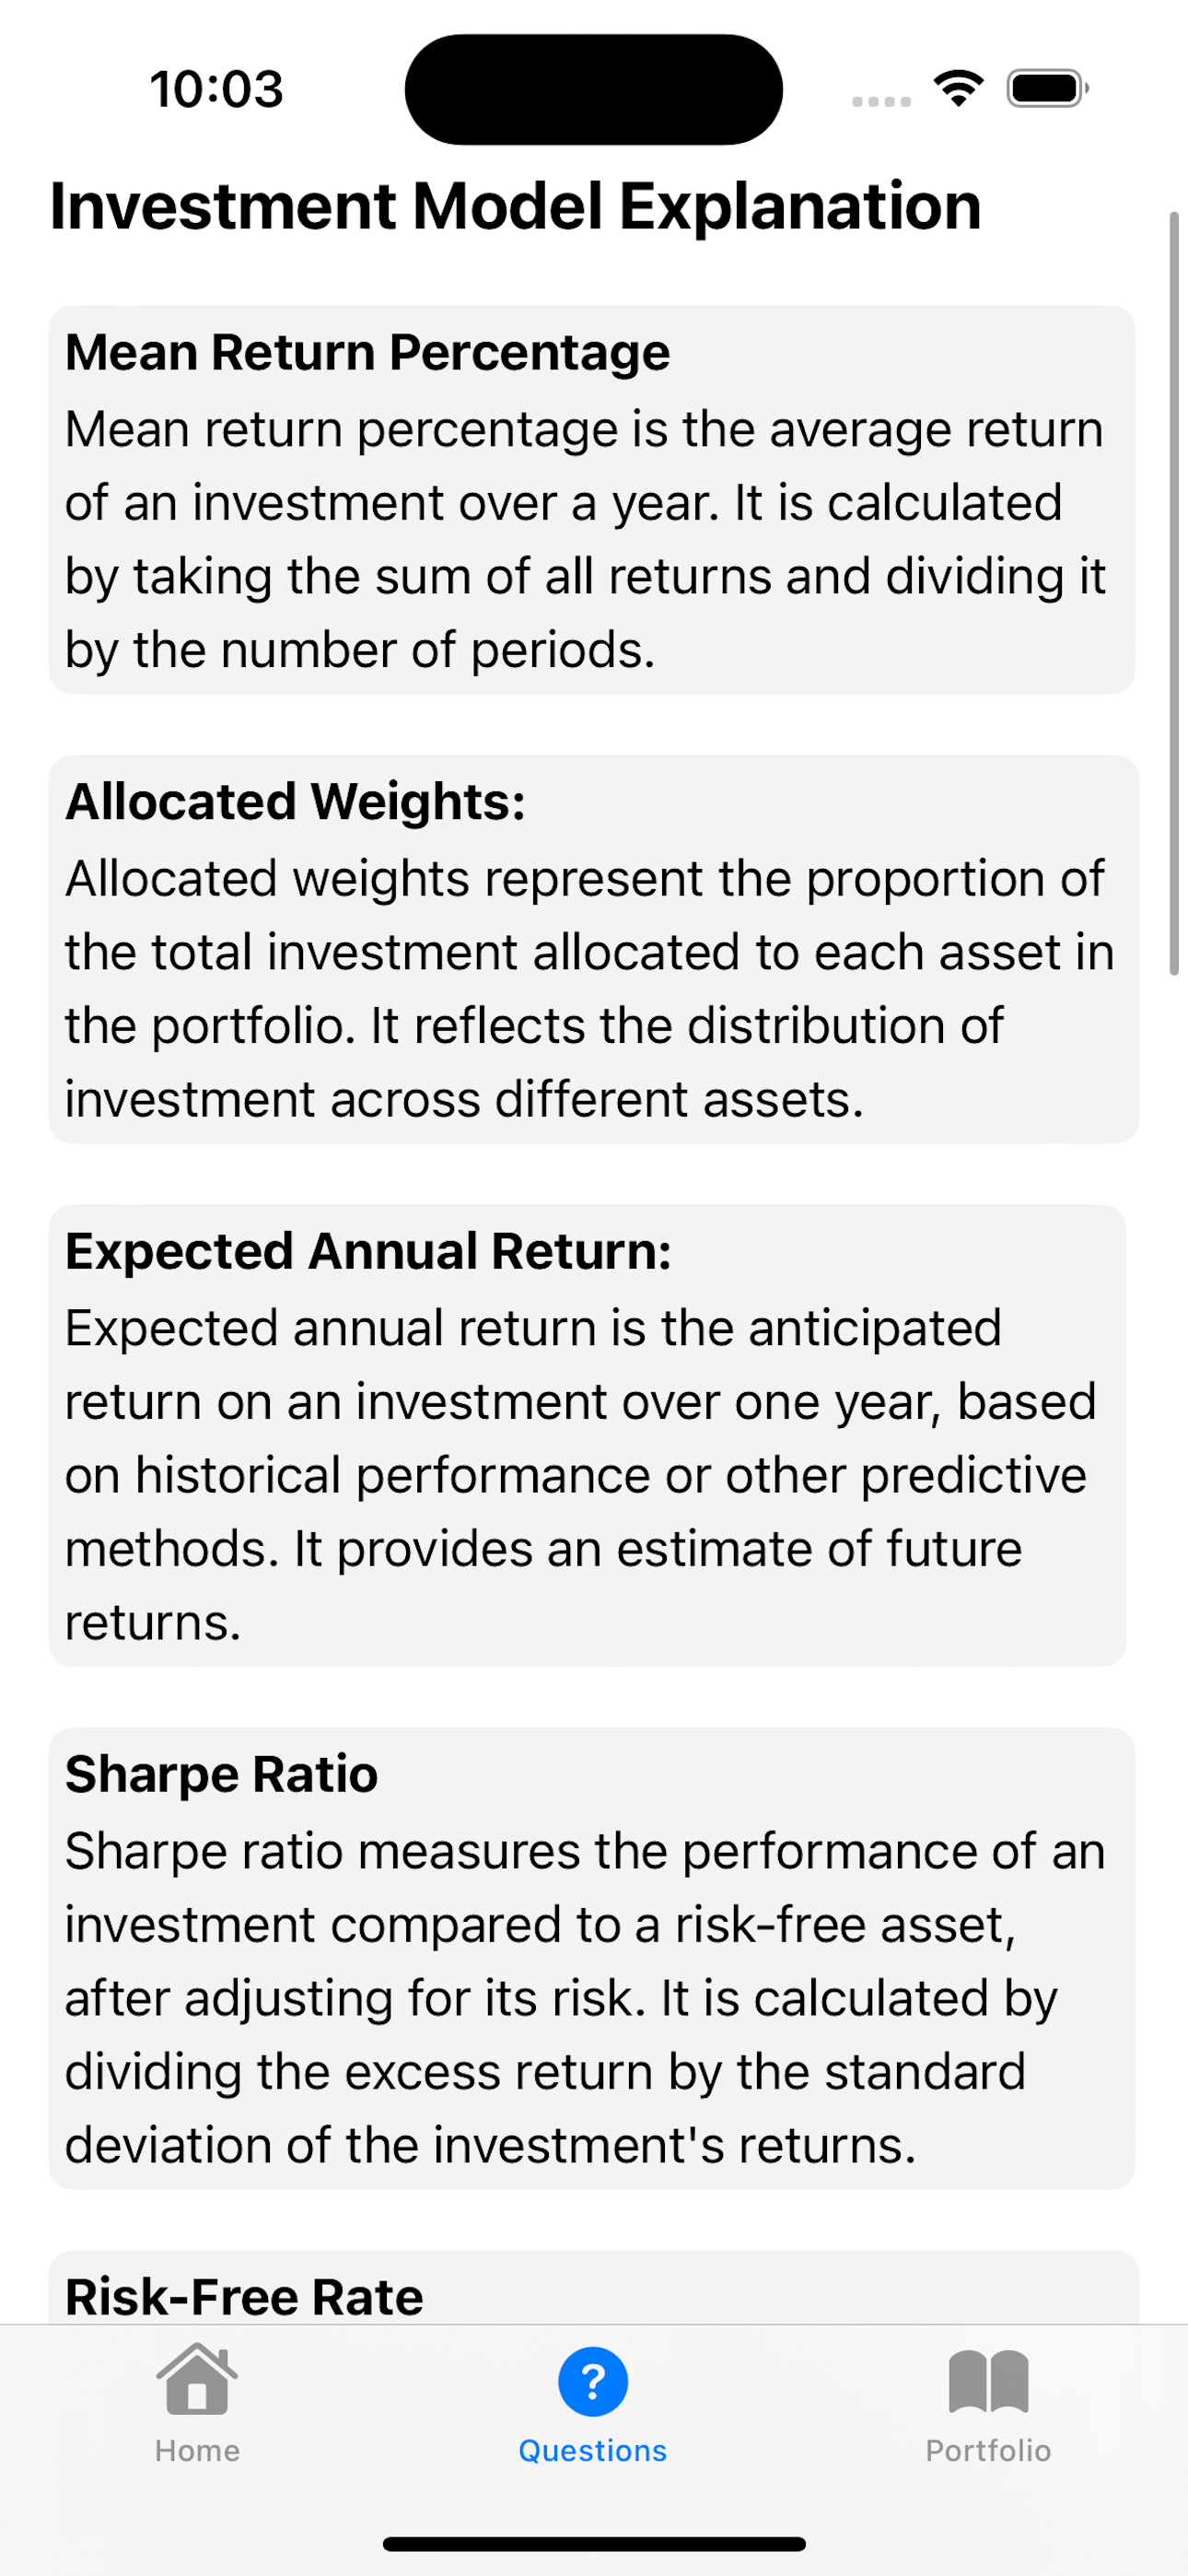 10:03
Investment Model Explanation
Mean Return Percentage
Mean return percentage is the average return
of an investment over a year. It is calculated
by taking the sum of all returns and dividing it
by the number of periods.
Allocated Weights:
Allocated weights represent the proportion of
the total investment allocated to each asset in
the portfolio. It reflects the distribution of
investment across different assets.
Expected Annual Return:
Expected annual return is the anticipated
return on an investment over one year, based
on historical performance or other predictive
methods. It provides an estimate of future
returns.
Sharpe Ratio
Sharpe ratio measures the performance of an
investment compared to a risk-free asset,
after adjusting for its risk. It is calculated by
dividing the excess return by the standard
deviation of the investment's returns.
Risk-Free Rate
?
Home
Questions
Portfolio